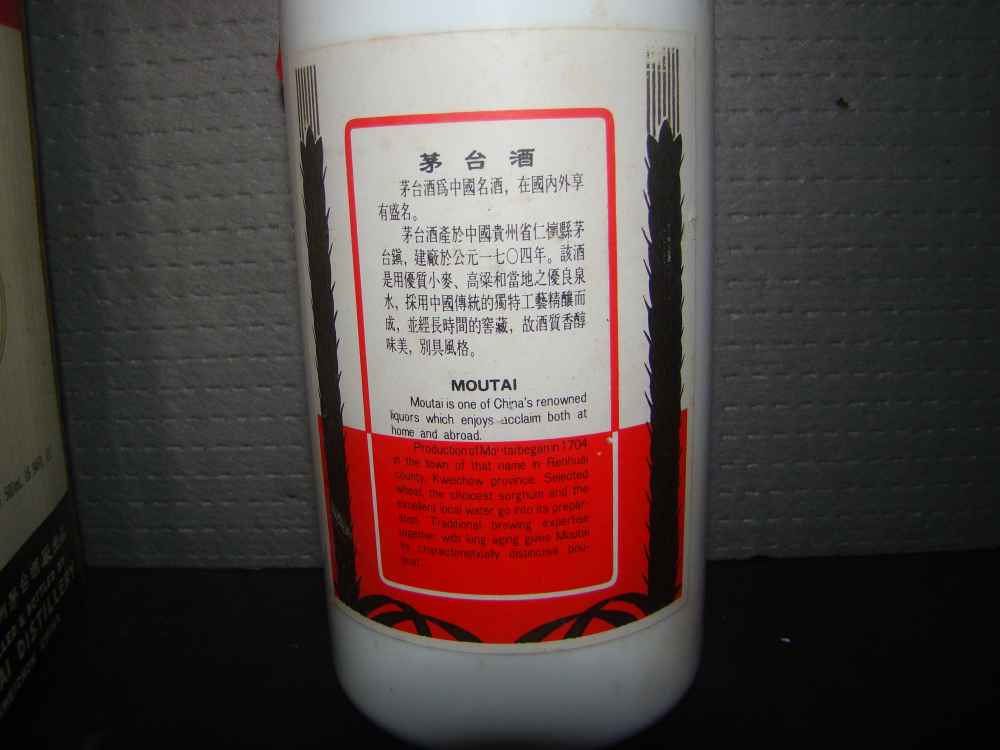 茅台酒
茅台酒爲中國名酒，在國內外享
有盛名。
茅台酒產於中國貴州省仁懷縣茅
台鎭，建廠於公元一七〇四年。該酒
是用優質小麥、高粱和當地之優良泉
水，採用中國傳統的獨特工藝精釀而
成，並經長時間的窖藏，故酒質香醇
味美，別具風格。
MOUTAI
Moutai is one of China's renowned
liquors which enjoys acclaim both at
home and abroad.
Production of Moutai began in 1704
in the town of that name in Renhuai
county, Kweichow province. Selected
wheat, the choicest sorghum and the
excellent local water go into its prepar-
ation. Traditional brewing expertise
together with long aging gives Moutai
its characteristically distinctive bou-
quet.
DISTILLERY